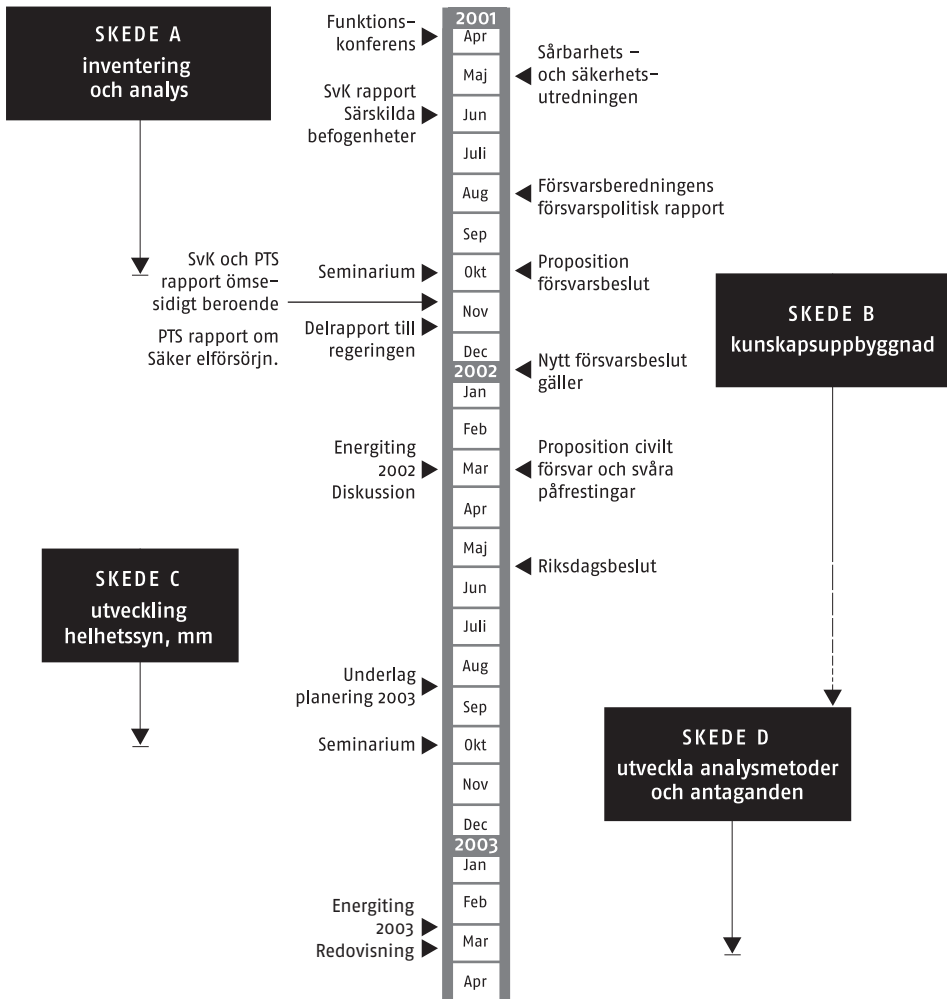 SKEDE A
inventering
och analys
Funktions–
konferens
SvK rapport
Särskilda
befogenheter
SvK och PTS
rapport ömse–
sidigt beroende
PTS rapport om
Säker elförsörjn.
Seminarium
Delrapport till
regeringen
Energiting
2002
Diskussion
SKEDE C
utveckling
helhetssyn, mm
Underlag
planering 2003
Seminarium
Energiting
2003
Redovisning
2001
Apr
Maj
Jun
Juli
Aug
Sep
Okt
Nov
Dec
2002
Jan
Feb
Mar
Apr
Maj
Jun
Juli
Aug
Sep
Okt
Nov
Dec
2003
Jan
Feb
Mar
Apr
Sårbarhets –
och säkerhets–
utredningen
Försvarsberedningens
försvarspolitisk rapport
Proposition
försvarsbeslut
Nytt försvarsbeslut
gäller
Proposition civilt
försvar och svåra
påfrestingar
Riksdagsbeslut
SKEDE B
kunskapsuppbyggnad
SKEDE D
utveckla analysmetoder
och antaganden